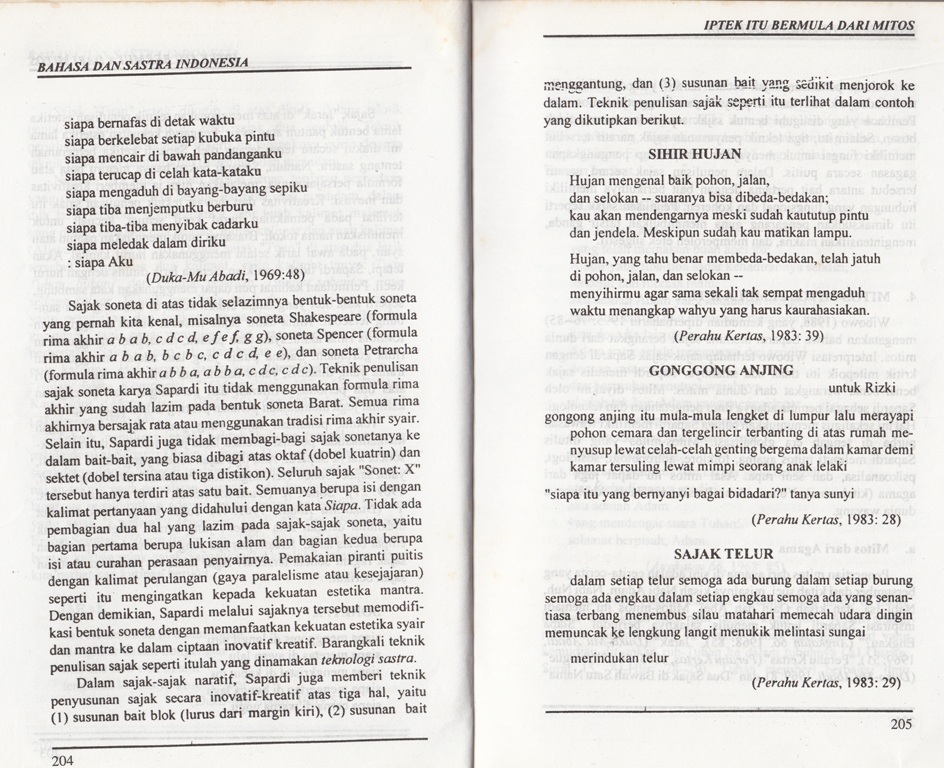 BAHASA DAN SASTRA INDONESIA
siapa bernafas di detak waktu
siapa berkelebat setiap kubuka pintu
siapa mencair di bawah pandanganku
siapa terucap di celah kata-kataku
siapa mengaduh di bayang-bayang sepiku
siapa tiba menjemputku berburu
siapa tiba-tiba menyibak cadarku
siapa meledak dalam diriku
: siapa Aku
(Duka-Mu Abadi, 1969:48)
Sajak soneta di atas tidak selazimnya bentuk-bentuk soneta
yang pernah kita kenal, misalnya soneta Shakespeare (formula
rima akhir a b a b, c d c d, e f e f, g g), soneta Spencer (formula
rima akhir a b a b, b c b c, c d c d, e e), dan soneta Petrarcha
(formula rima akhir a b b a, a b b a, c d c, c d c). Teknik penulisan
sajak soneta karya Sapardi itu tidak menggunakan formula rima
akhir yang sudah lazim pada bentuk soneta Barat. Semua rima
akhirnya bersajak rata atau menggunakan tradisi rima akhir syair.
Selain itu, Sapardi juga tidak membagi-bagi sajak sonetanya ke
dalam bait-bait, yang biasa dibagi atas oktaf (dobel kuatrin) dan
sektet (dobel tersina atau tiga distikon). Seluruh sajak "Sonet: X"
tersebut hanya terdiri atas satu bait. Semuanya berupa isi dengan
kalimat pertanyaan yang didahului dengan kata Siapa. Tidak ada
pembagian dua hal yang lazim pada sajak-sajak soneta, yaitu
bagian pertama berupa lukisan alam dan bagian kedua berupa
isi atau curahan perasaan penyairnya. Pemakaian piranti puitis
dengan kalimat perulangan (gaya paralelisme atau kesejajaran)
seperti itu mengingatkan kepada kekuatan estetika mantra.
Dengan demikian, Sapardi melalui sajaknya tersebut memodifi-
kasi bentuk soneta dengan memanfaatkan kekuatan estetika syair
dan mantra ke dalam ciptaan inovatif kreatif. Barangkali teknik
penulisan sajak seperti itulah yang dinamakan teknologi sastra.
Dalam sajak-sajak naratif, Sapardi juga memberi teknik
penyusunan sajak secara inovatif-kreatif atas tiga hal, yaitu
(1) susunan bait blok (lurus dari margin kiri), (2) susunan bait
204
IPTEK ITU BERMULA DARI MITOS
menggantung, dan (3) susunan bait yang sedikit menjorok ke
dalam. Teknik penulisan sajak seperti itu terlihat dalam contoh
yang dikutipkan berikut.
SIHIR HUJAN
Hujan mengenal baik pohon, jalan,
dan selokan -- suaranya bisa dibeda-bedakan;
kau akan mendengarnya meski sudah kaututup pintu
dan jendela. Meskipun sudah kau matikan lampu.
Hujan, yang tahu benar membeda-bedakan, telah jatuh
di pohon, jalan, dan selokan --
menyihirmu agar sama sekali tak sempat mengaduh
waktu menangkap wahyu yang harus kaurahasiakan.
(Perahu Kertas, 1983: 39)
GONGGONG ANJING
untuk Rizki
gongong anjing itu mula-mula lengket di lumpur lalu merayapi
pohon cemara dan tergelincir terbanting di atas rumah me-
nyusup lewat celah-celah genting bergema dalam kamar demi
kamar tersuling lewat mimpi seorang anak lelaki
"siapa itu yang bernyanyi bagai bidadari?" tanya sunyi
(Perahu Kertas, 1983: 28)
SAJAK TELUR
dalam setiap telur semoga ada burung dalam setiap burung
semoga ada engkau dalam setiap engkau semoga ada yang senan-
tiasa terbang menembus silau matahari memecah udara dingin
memuncak ke lengkung langit menukik melintasi sungai
merindukan telur
(Perahu Kertas, 1983: 29)
205